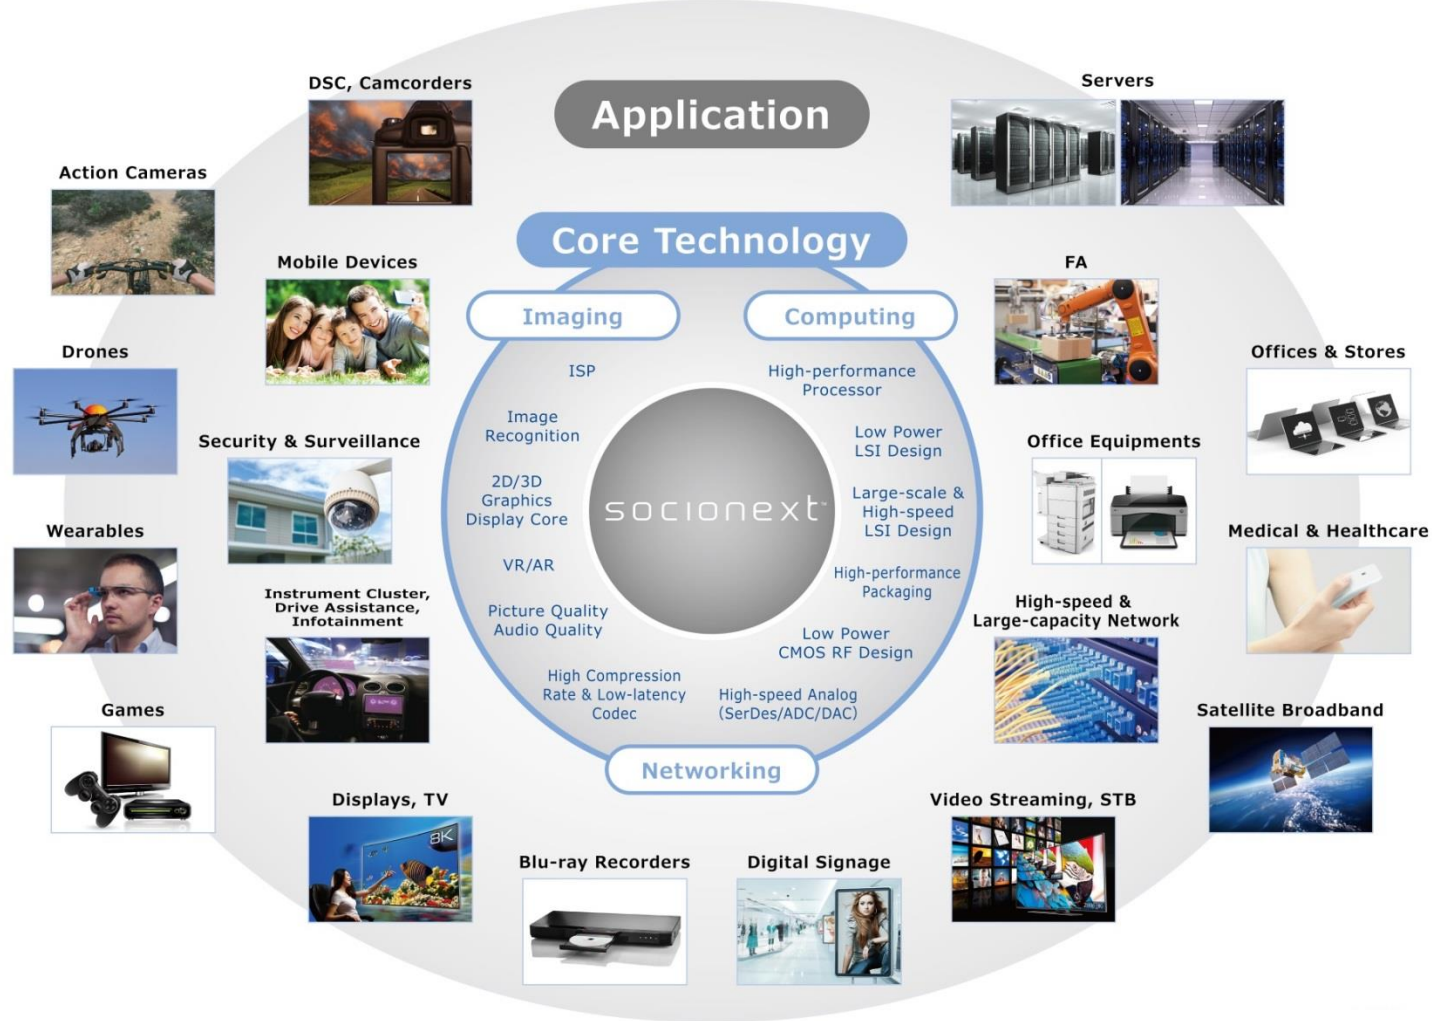 Application
DSC, Camcorders
Servers
Action Cameras
Core Technology
Mobile Devices
FA
Imaging
Computing
Drones
Offices & Stores
ISP
High-performance
Processor
Image
Recognition
Security & Surveillance
Low Power
LSI Design
Office Equipments
2D/3D
Graphics
Display Core
socionext™
Large-scale &
High-speed
LSI Design
Wearables
Medical & Healthcare
VR/AR
High-performance
Packaging
Instrument Cluster,
Drive Assistance,
Infotainment
Picture Quality
Audio Quality
High-speed &
Large-capacity Network
Low Power
CMOS RF Design
High Compression
Rate & Low-latency
Codec
High-speed Analog
(SerDes/ADC/DAC)
Games
Satellite Broadband
Networking
Displays, TV
8K
Video Streaming, STB
Blu-ray Recorders
Digital Signage